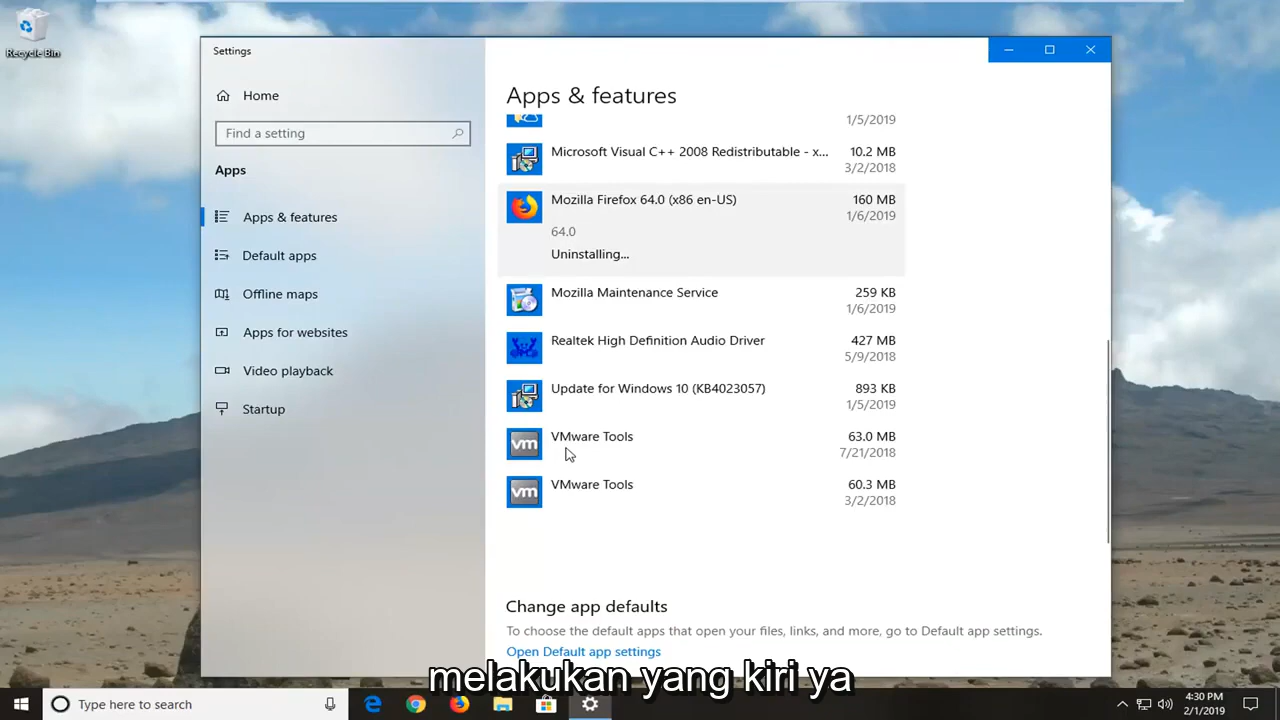 Recycle Bin
Settings
Home
Find a setting
Apps
Apps & features
Default apps
Offline maps
Apps for websites
Video playback
Startup
Apps & features
1/5/2019
Microsoft Visual C++ 2008 Redistributable - x...
10.2 MB
3/2/2018
Mozilla Firefox 64.0 (x86 en-US)
160 MB
1/6/2019
64.0
Uninstalling...
Mozilla Maintenance Service
259 KB
1/6/2019
Realtek High Definition Audio Driver
427 MB
5/9/2018
Update for Windows 10 (KB4023057)
893 KB
1/5/2019
VMware Tools
63.0 MB
7/21/2018
VMware Tools
60.3 MB
3/2/2018
vm
vm
Change app defaults
To choose the default apps that open your files, links, and more, go to Default app settings.
Open Default app settings
melakukan yang kiri ya
Type here to search
4:30 PM
2/1/2019